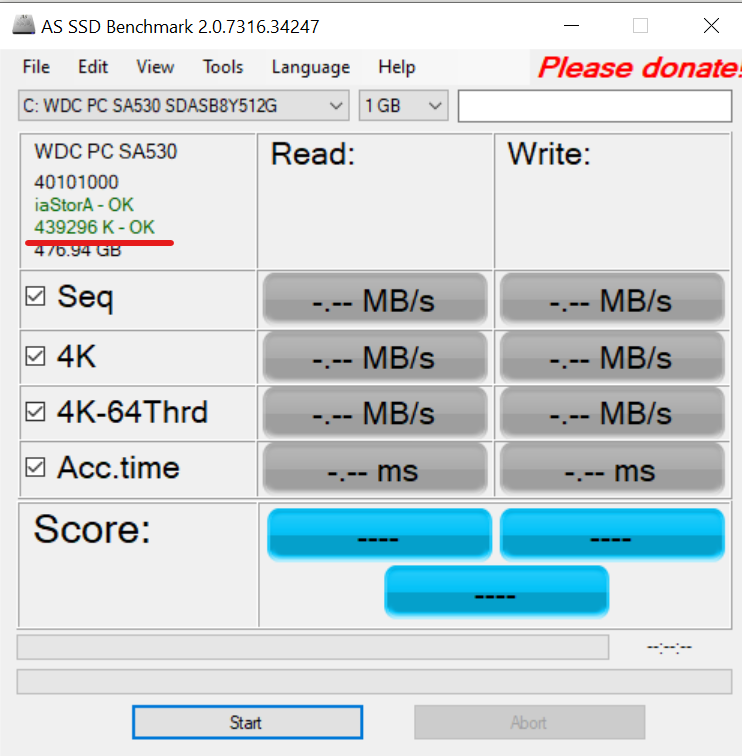 AS SSD Benchmark 2.0.7316.34247
File Edit View Tools Language Help Please donate!
C: WDC PC SA530 SDASB8Y512G 1 GB
WDC PC SA530
40101000
iaStorA - OK
439296 K - OK
476.94 GB
Read: Write:
Seq -.-- MB/s -.-- MB/s
4K -.-- MB/s -.-- MB/s
4K-64Thrd -.-- MB/s -.-- MB/s
Acc.time -.-- ms -.-- ms
Score: ---- ----
----
--:--:--
Start Abort